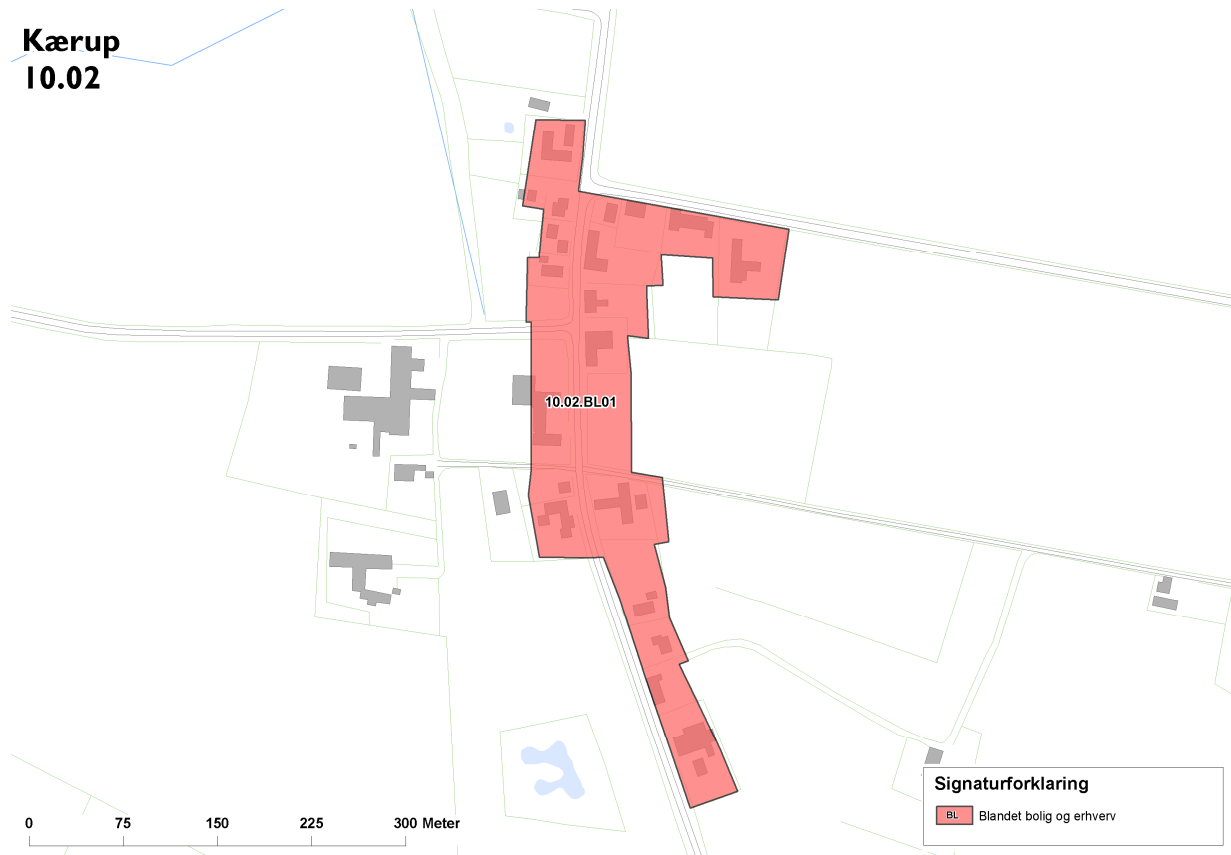 Kærup
10.02
10.02.BL01
Signaturforklaring
BL Blandet bolig og erhverv
0 75 150 225 300 Meter